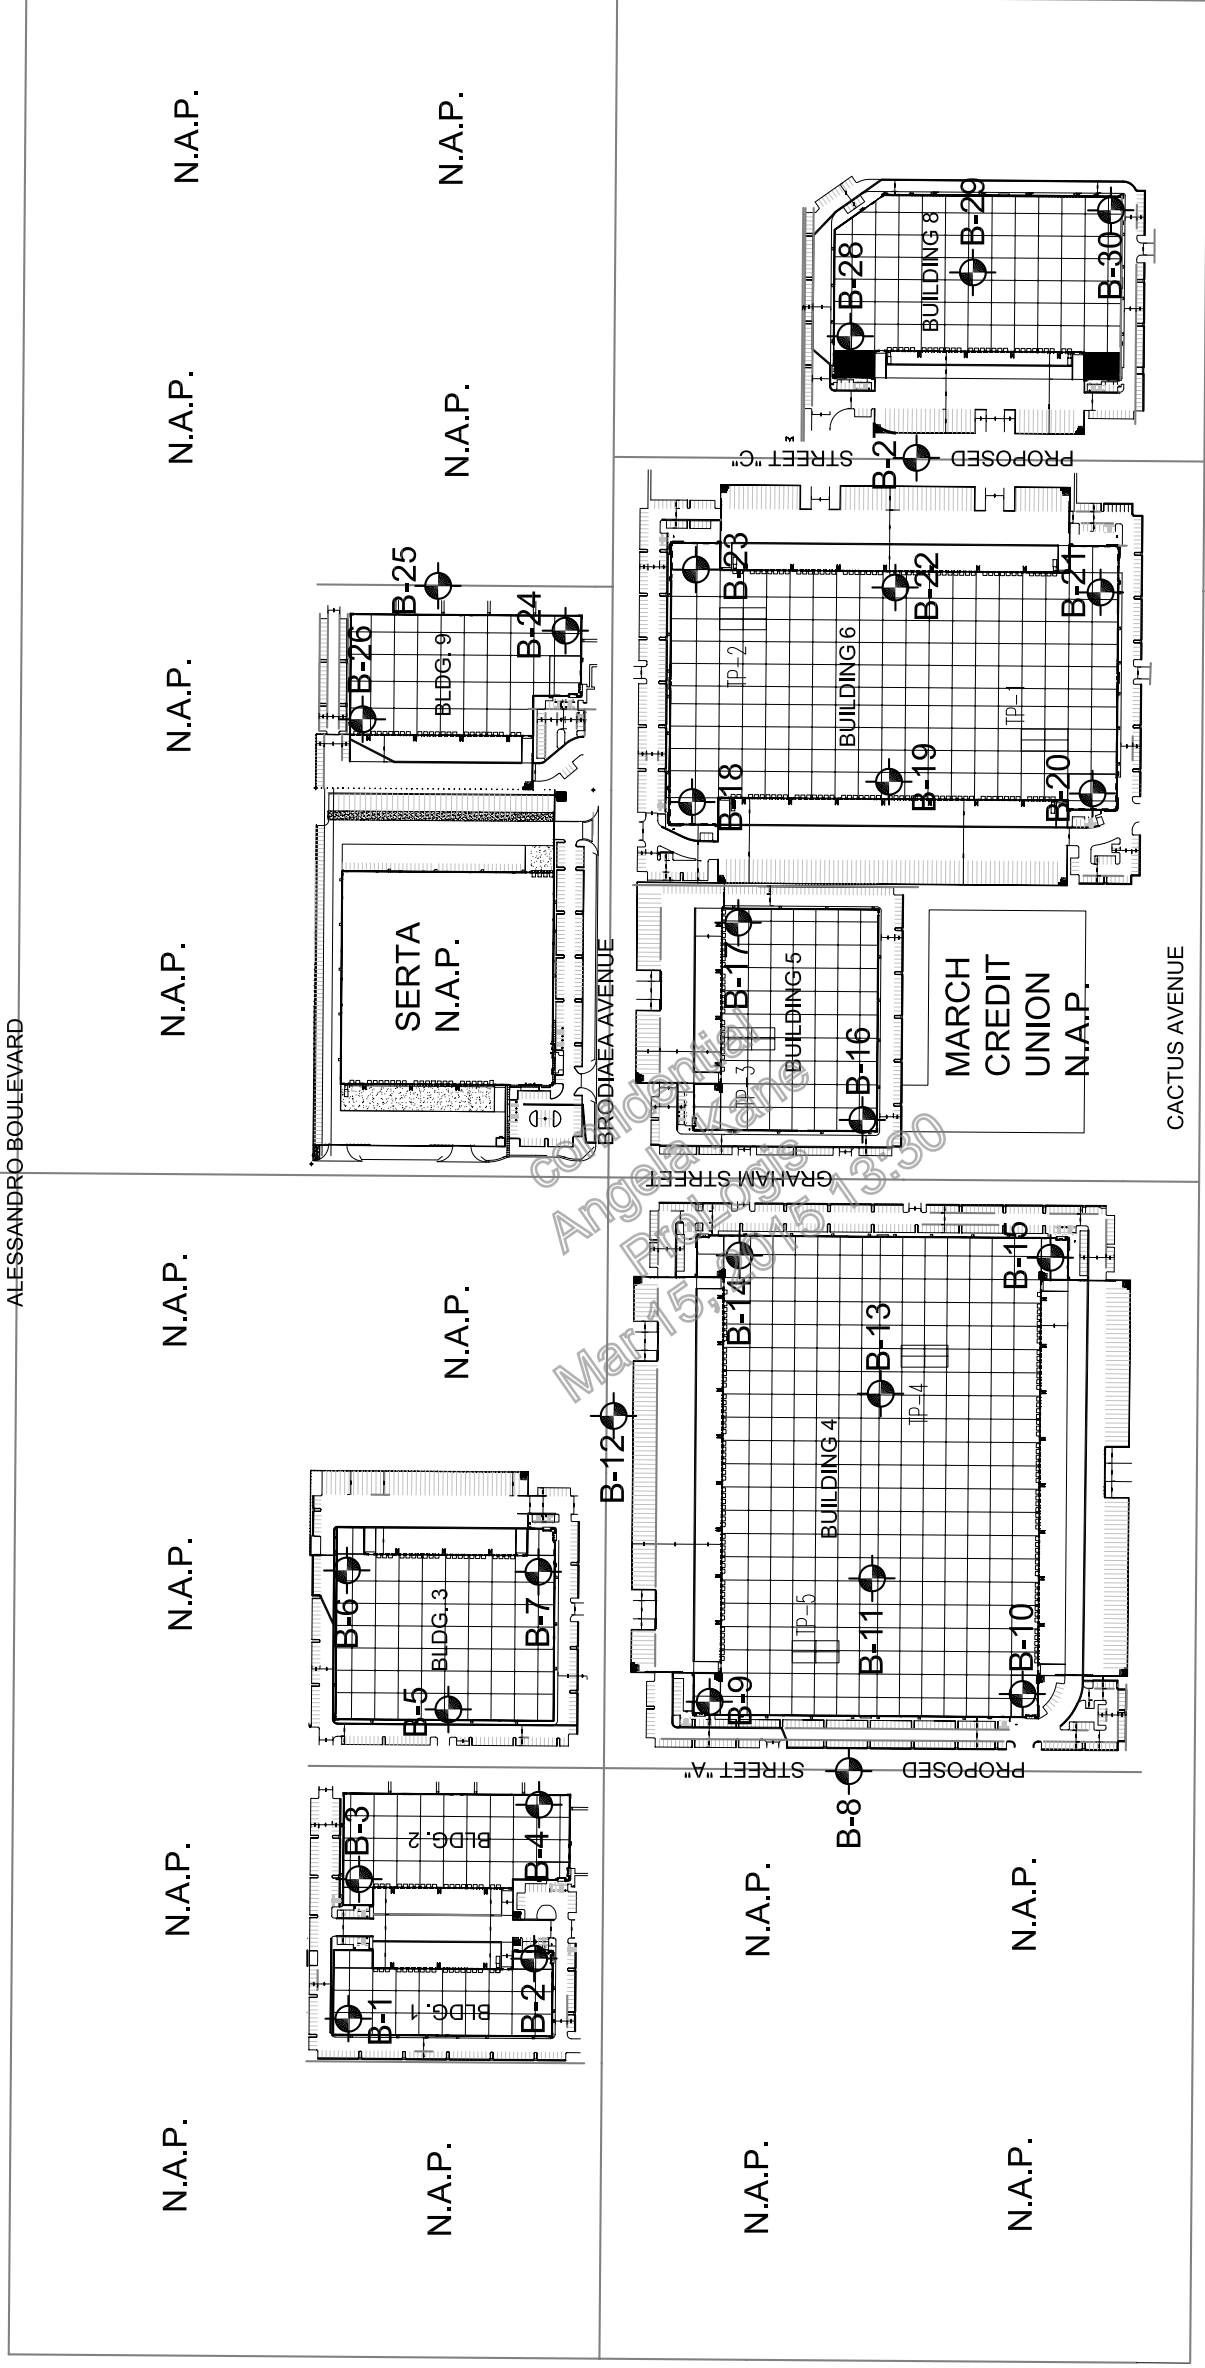 ALESSANDRO BOULEVARD
N.A.P.
N.A.P.
N.A.P.
N.A.P.
N.A.P.
N.A.P.
N.A.P.
N.A.P.
N.A.P.
N.A.P.
N.A.P.
N.A.P.
N.A.P.
BLDG. 1
B-1
B-2
BLDG. 2
B-3
B-4
BLDG. 3
B-5
B-6
B-7
SERTA
N.A.P.
BLDG. 9
B-26
B-24
B-25
BRODIAEA AVENUE
N.A.P.
N.A.P.
N.A.P.
N.A.P.
PROPOSED
STREET "A"
B-8
BUILDING 4
B-9
B-10
B-11
B-12
B-13
B-14
B-15
TP-5
TP-4
GRAHAM STREET
BUILDING 5
B-16
B-17
TP-3
MARCH
CREDIT
UNION
N.A.P.
BUILDING 6
B-18
B-19
B-20
B-21
B-22
B-23
TP-2
TP-1
PROPOSED
STREET "C"
B-27
BUILDING 8
B-28
B-29
B-30
CACTUS AVENUE
confidential
Angela Kane
ProLogis
Mar 15, 2015 13:30